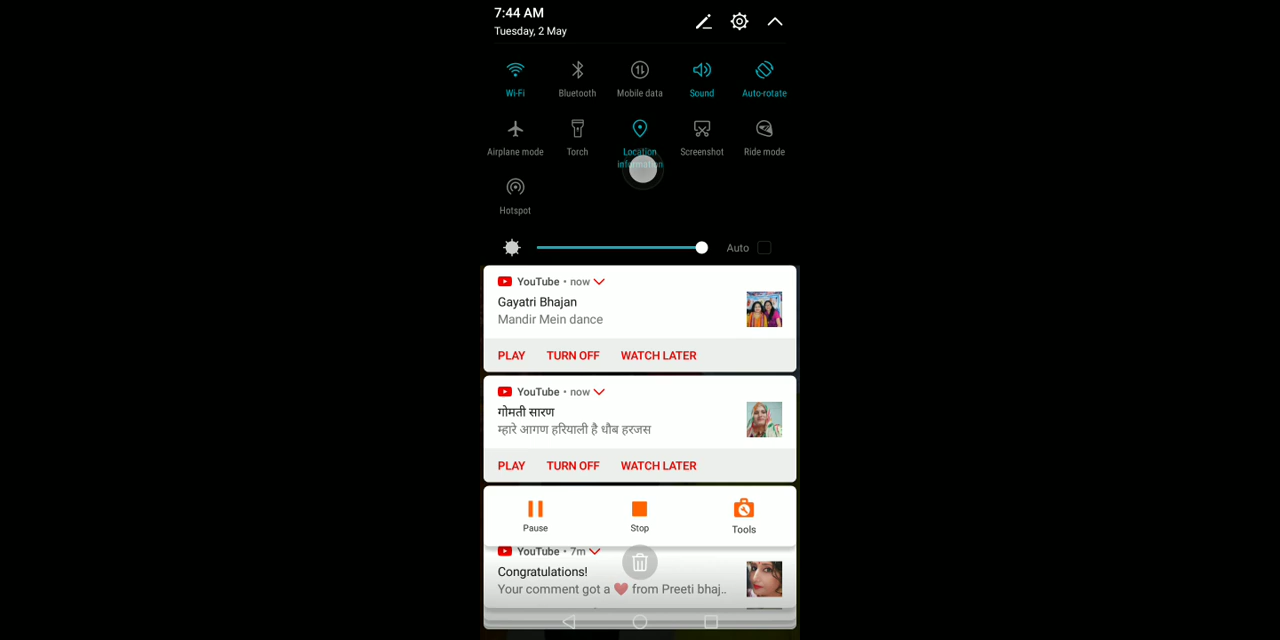 7:44 AM
Tuesday, 2 May
Wi-Fi Bluetooth Mobile data Sound Auto-rotate
Airplane mode Torch Location information Screenshot Ride mode
Hotspot
Auto
YouTube • now
Gayatri Bhajan
Mandir Mein dance
PLAY TURN OFF WATCH LATER
YouTube • now
गोमती सारण
म्हारे आगण हरियाली है धौब हरजस
PLAY TURN OFF WATCH LATER
Pause Stop Tools
YouTube • 7m
Congratulations!
Your comment got a ❤️ from Preeti bhaj..